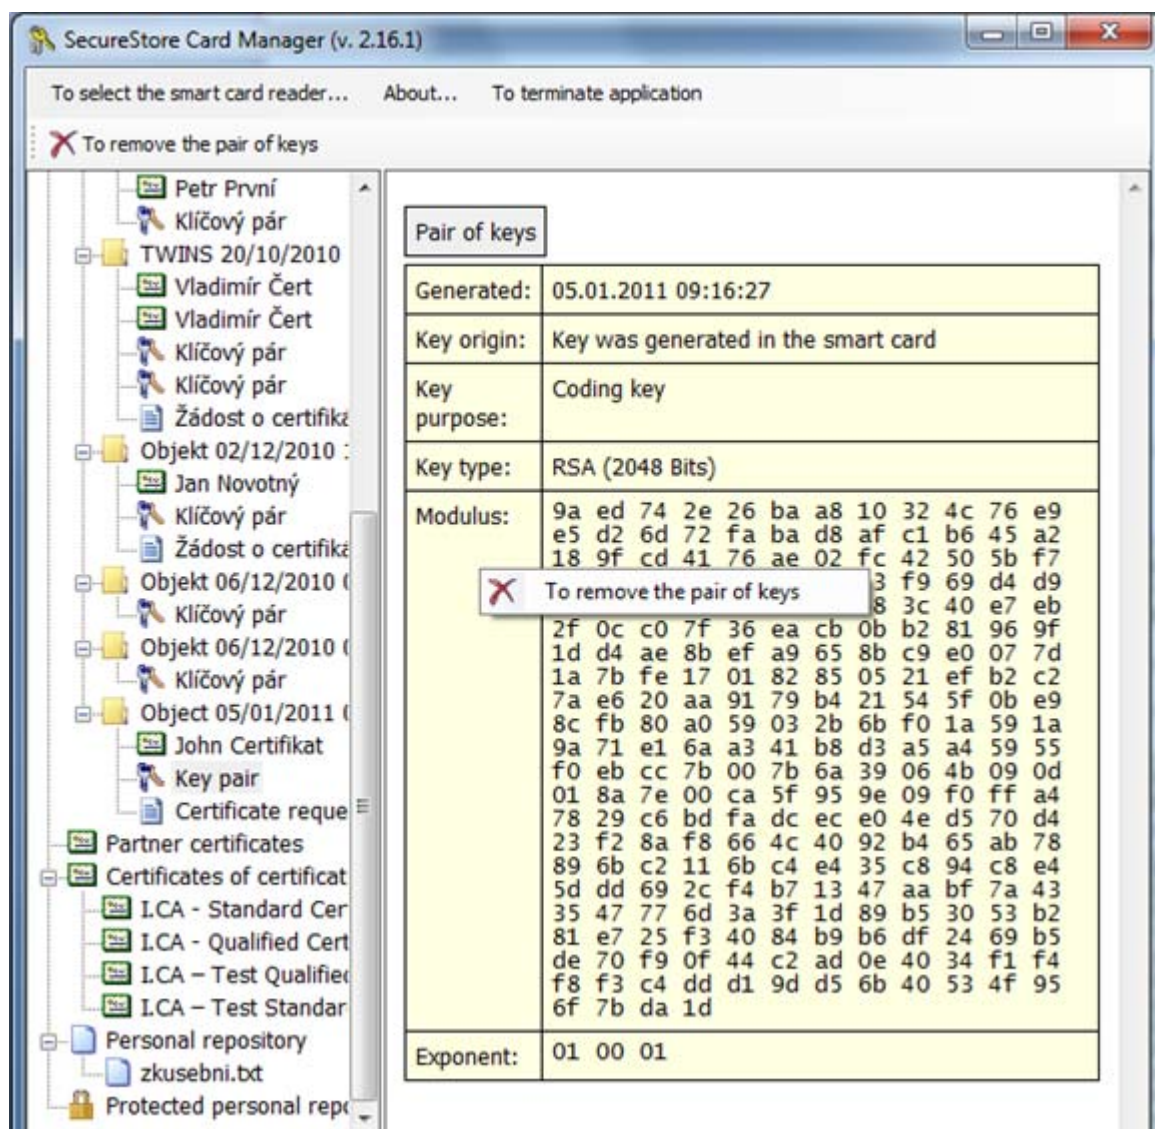 SecureStore Card Manager (v. 2.16.1)
To select the smart card reader... About... To terminate application
To remove the pair of keys
Petr První
Klíčový pár
TWINS 20/10/2010
Vladimír Čert
Vladimír Čert
Klíčový pár
Klíčový pár
Žádost o certifiká
Objekt 02/12/2010 1
Jan Novotný
Klíčový pár
Žádost o certifiká
Objekt 06/12/2010 0
Klíčový pár
Objekt 06/12/2010 0
Klíčový pár
Object 05/01/2011 0
John Certifikat
Key pair
Certificate reque
Partner certificates
Certificates of certificat
I.CA - Standard Cer
I.CA - Qualified Cert
I.CA – Test Qualified
I.CA – Test Standar
Personal repository
zkusebni.txt
Protected personal repo
Pair of keys
Generated: 05.01.2011 09:16:27
Key origin: Key was generated in the smart card
Key purpose: Coding key
Key type: RSA (2048 Bits)
Modulus: 9a ed 74 2e 26 ba a8 10 32 4c 76 e9
e5 d2 6d 72 fa ba d8 af c1 b6 45 a2
18 9f cd 41 76 ae 02 fc 42 50 5b f7
3 f9 69 d4 d9
To remove the pair of keys
8 3c 40 e7 eb
2f 0c c0 7f 36 ea cb 0b b2 81 96 9f
1d d4 ae 8b ef a9 65 8b c9 e0 07 7d
1a 7b fe 17 01 82 85 05 21 ef b2 c2
7a e6 20 aa 91 79 b4 21 54 5f 0b e9
8c fb 80 a0 59 03 2b 6b f0 1a 59 1a
9a 71 e1 6a a3 41 b8 d3 a5 a4 59 55
f0 eb cc 7b 00 7b 6a 39 06 4b 09 0d
01 8a 7e 00 ca 5f 95 9e 09 f0 ff a4
78 29 c6 bd fa dc ec e0 4e d5 70 d4
23 f2 8a f8 66 4c 40 92 b4 65 ab 78
89 6b c2 11 6b c4 e4 35 c8 94 c8 e4
5d dd 69 2c f4 b7 13 47 aa bf 7a 43
35 47 77 6d 3a 3f 1d 89 b5 30 53 b2
81 e7 25 f3 40 84 b9 b6 df 24 69 b5
de 70 f9 0f 44 c2 ad 0e 40 34 f1 f4
f8 f3 c4 dd d1 9d d5 6b 40 53 4f 95
6f 7b da 1d
Exponent: 01 00 01